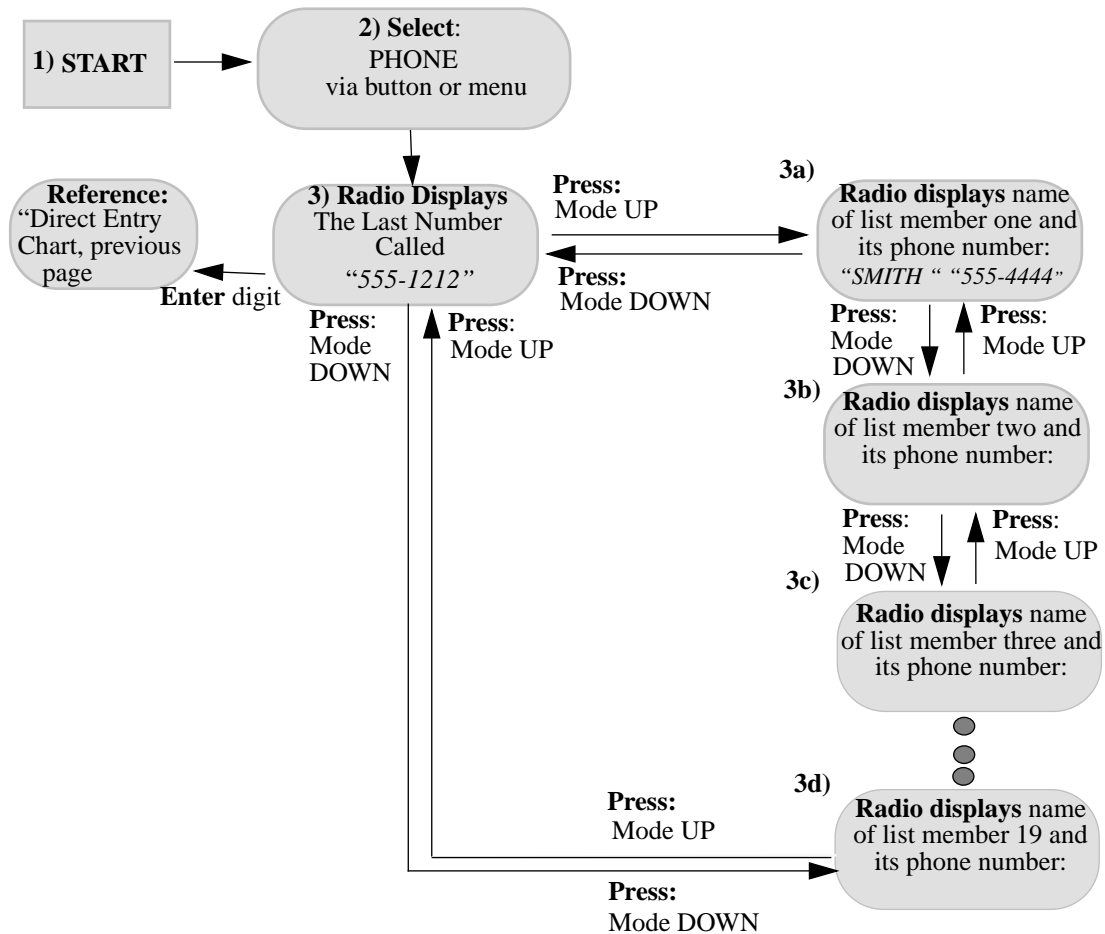 1) START
2) Select:
PHONE
via button or menu
Reference:
“Direct Entry
Chart, previous
page
Enter digit
3) Radio Displays
The Last Number
Called
“555-1212”
Press:
Mode UP
Press:
Mode DOWN
3a)
Radio displays name
of list member one and
its phone number:
“SMITH “ “555-4444”
Press:
Mode
DOWN
Press:
Mode UP
Press:
Mode
DOWN
Press:
Mode UP
3b)
Radio displays name
of list member two and
its phone number:
Press:
Mode
DOWN
Press:
Mode UP
3c)
Radio displays name
of list member three and
its phone number:
3d)
Radio displays name
of list member 19 and
its phone number:
Press:
Mode UP
Press:
Mode DOWN